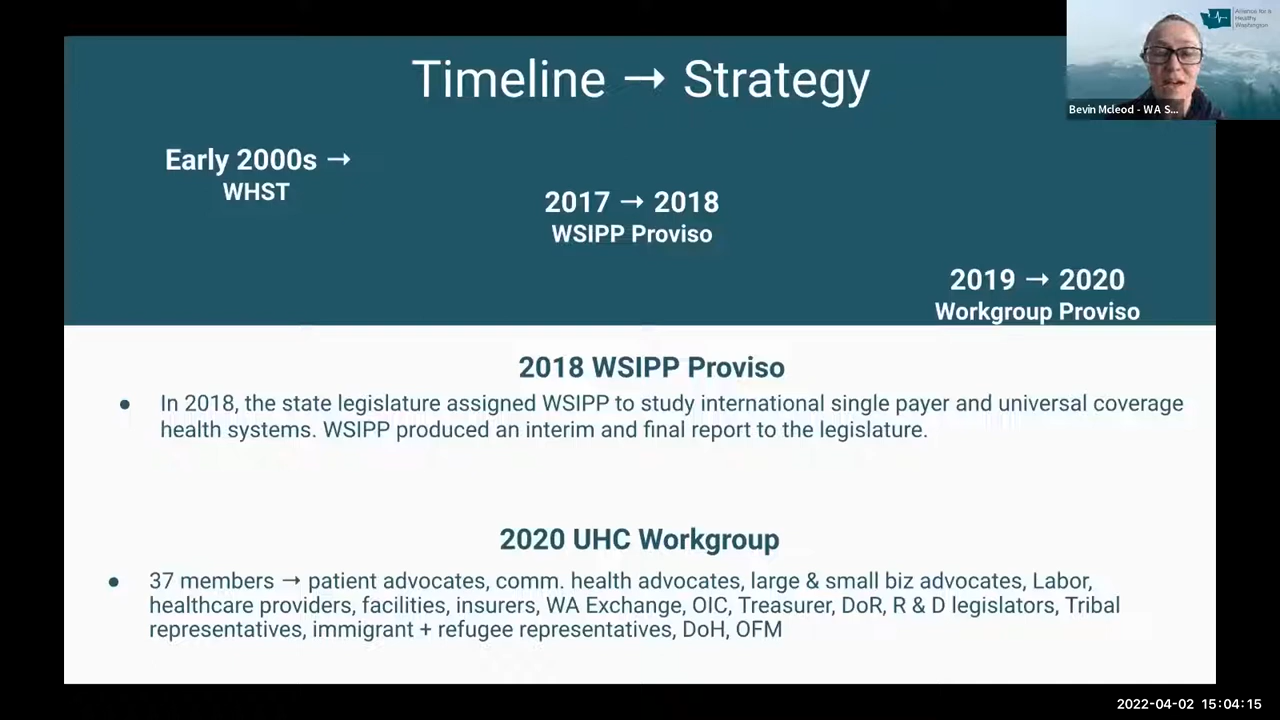 Timeline → Strategy
Alliance for a
Healthy
Washington
Bevin Mcleod - WA S...
Early 2000s →
WHST
2017 → 2018
WSIPP Proviso
2019 → 2020
Workgroup Proviso
2018 WSIPP Proviso
● In 2018, the state legislature assigned WSIPP to study international single payer and universal coverage
health systems. WSIPP produced an interim and final report to the legislature.
2020 UHC Workgroup
● 37 members → patient advocates, comm. health advocates, large & small biz advocates, Labor,
healthcare providers, facilities, insurers, WA Exchange, OIC, Treasurer, DoR, R & D legislators, Tribal
representatives, immigrant + refugee representatives, DoH, OFM
2022-04-02 15:04:15